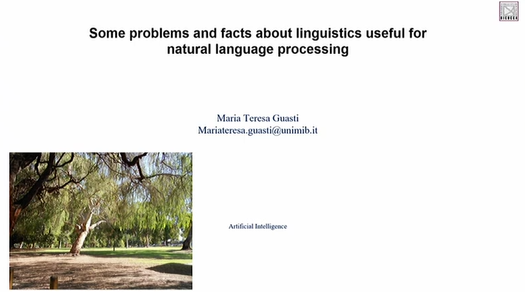 Some problems and facts about linguistics useful for
natural language processing
Maria Teresa Guasti
Mariateresa.guasti@unimib.it
Artificial Intelligence